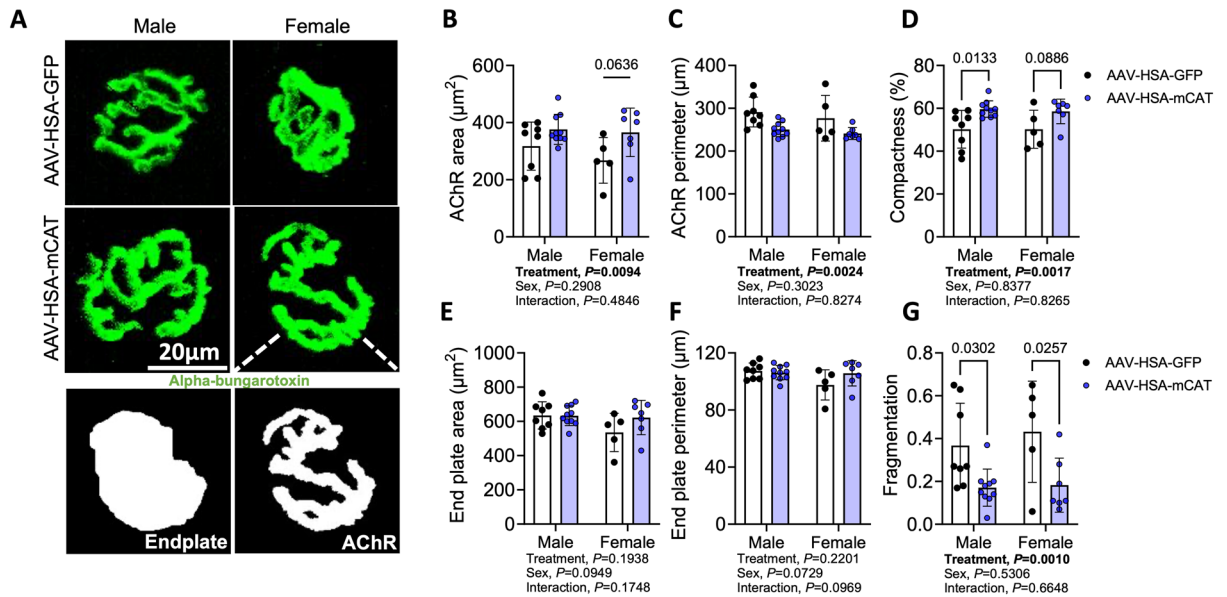 A
Male
Female
AAV-HSA-GFP
AAV-HSA-mCAT
20µm
Alpha-bungarotoxin
Endplate
AChR
B
AChR area (µm²)
600
400
200
0
0.0636
Male
Female
Treatment, P=0.0094
Sex, P=0.2908
Interaction, P=0.4846
C
AChR perimeter (µm)
400
300
200
100
0
Male
Female
Treatment, P=0.0024
Sex, P=0.3023
Interaction, P=0.8274
D
Compactness (%)
80
60
40
20
0
0.0133
0.0886
Male
Female
Treatment, P=0.0017
Sex, P=0.8377
Interaction, P=0.8265
AAV-HSA-GFP
AAV-HSA-mCAT
E
End plate area (µm²)
1000
800
600
400
200
0
Male
Female
Treatment, P=0.1938
Sex, P=0.0949
Interaction, P=0.1748
F
End plate perimeter (µm)
120
80
40
0
Male
Female
Treatment, P=0.2201
Sex, P=0.0729
Interaction, P=0.0969
G
Fragmentation
0.8
0.6
0.4
0.2
0.0
0.0302
0.0257
Male
Female
Treatment, P=0.0010
Sex, P=0.5306
Interaction, P=0.6648
AAV-HSA-GFP
AAV-HSA-mCAT